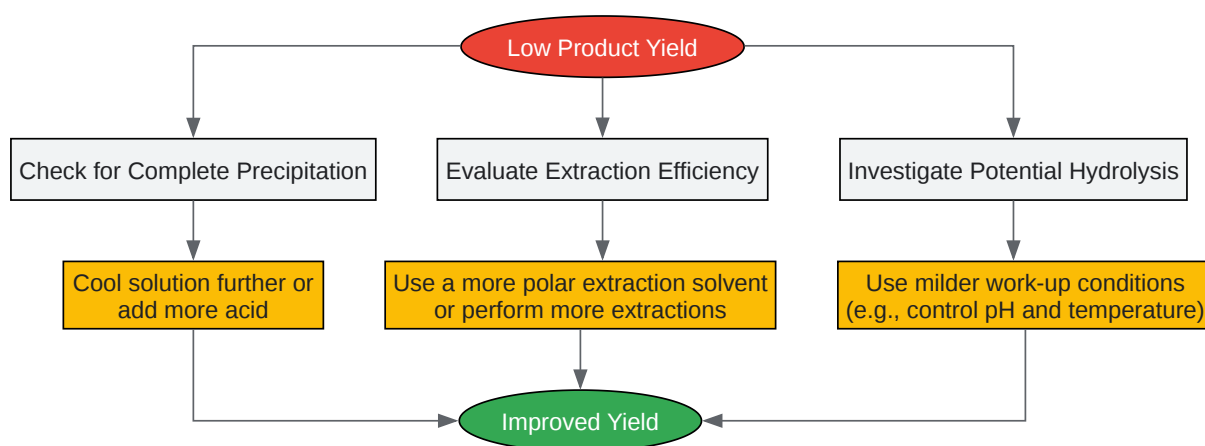 Low Product Yield
Check for Complete Precipitation
Evaluate Extraction Efficiency
Investigate Potential Hydrolysis
Cool solution further or
add more acid
Use a more polar extraction solvent
or perform more extractions
Use milder work-up conditions
(e.g., control pH and temperature)
Improved Yield